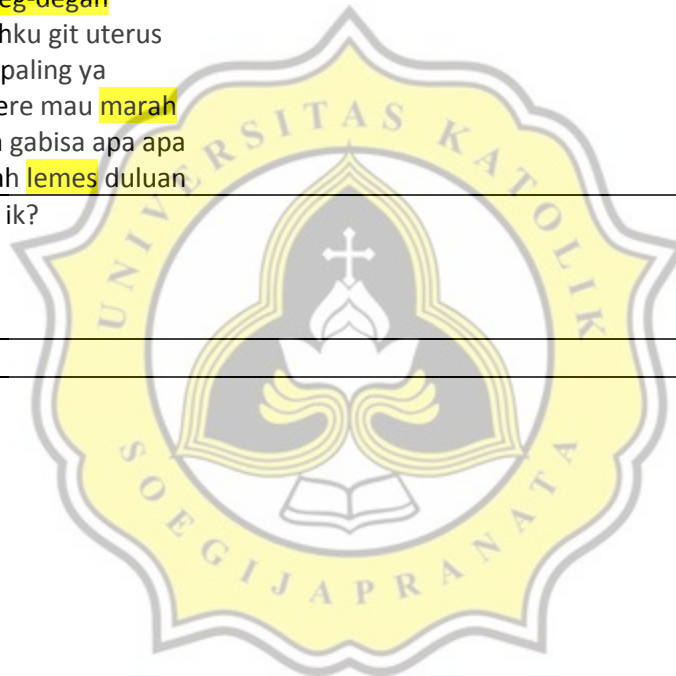 eg-degan
hku git uterus
paling ya
ere mau marah
gabisa apa apa
ah lemes duluan
ik?
UNIVERSITAS KATOLIK
SOEGIJAPRANATA